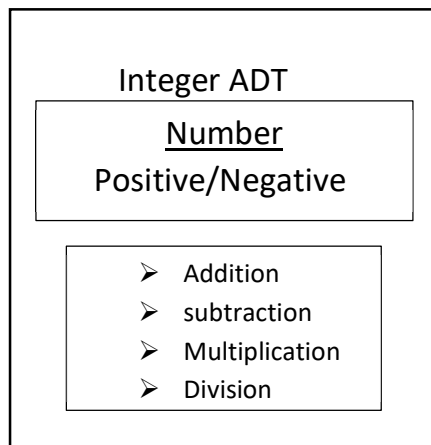 Integer ADT
Number
Positive/Negative
➢ Addition
➢ subtraction
➢ Multiplication
➢ Division